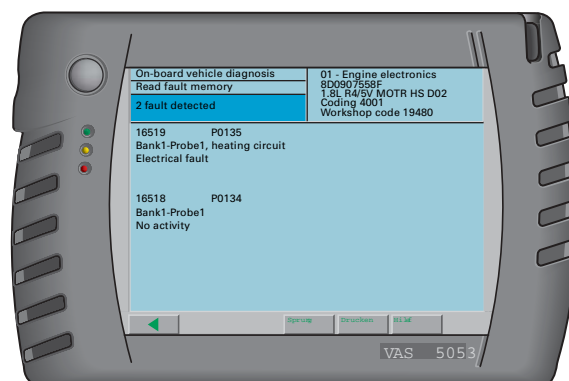 On-board vehicle diagnosis
Read fault memory
2 fault detected
01 - Engine electronics
8D0907558F
1.8L R4/5V MOTR HS D02
Coding 4001
Workshop code 19480
16519 P0135
Bank1-Probe1, heating circuit
Electrical fault
16518 P0134
Bank1-Probe1
No activity
Drucken
VAS 5053